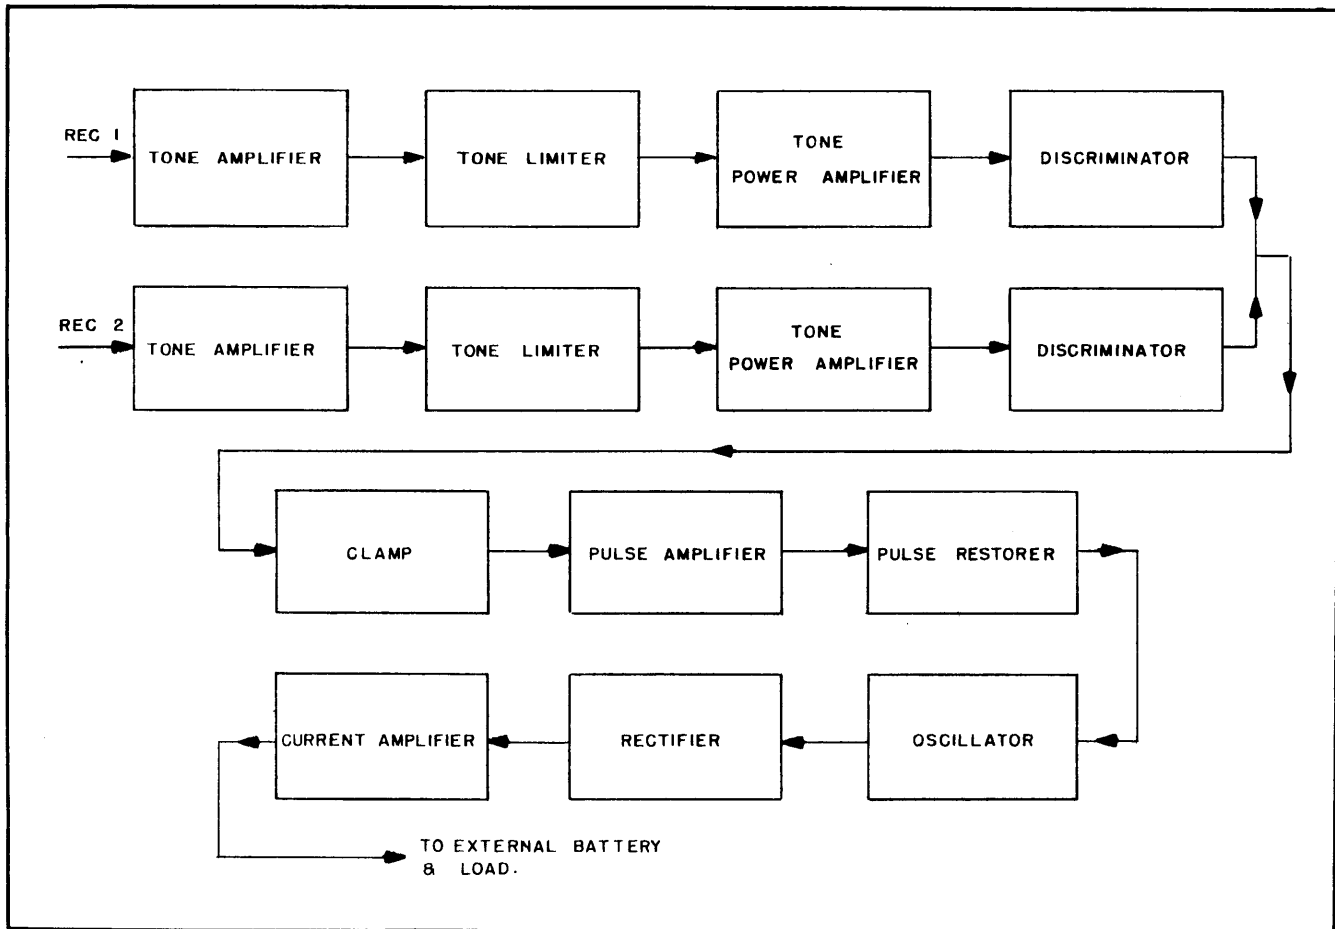 REC 1
TONE AMPLIFIER
TONE LIMITER
TONE
POWER AMPLIFIER
DISCRIMINATOR
REC 2
TONE AMPLIFIER
TONE LIMITER
TONE
POWER AMPLIFIER
DISCRIMINATOR
CLAMP
PULSE AMPLIFIER
PULSE RESTORER
CURRENT AMPLIFIER
RECTIFIER
OSCILLATOR
TO EXTERNAL BATTERY
& LOAD.